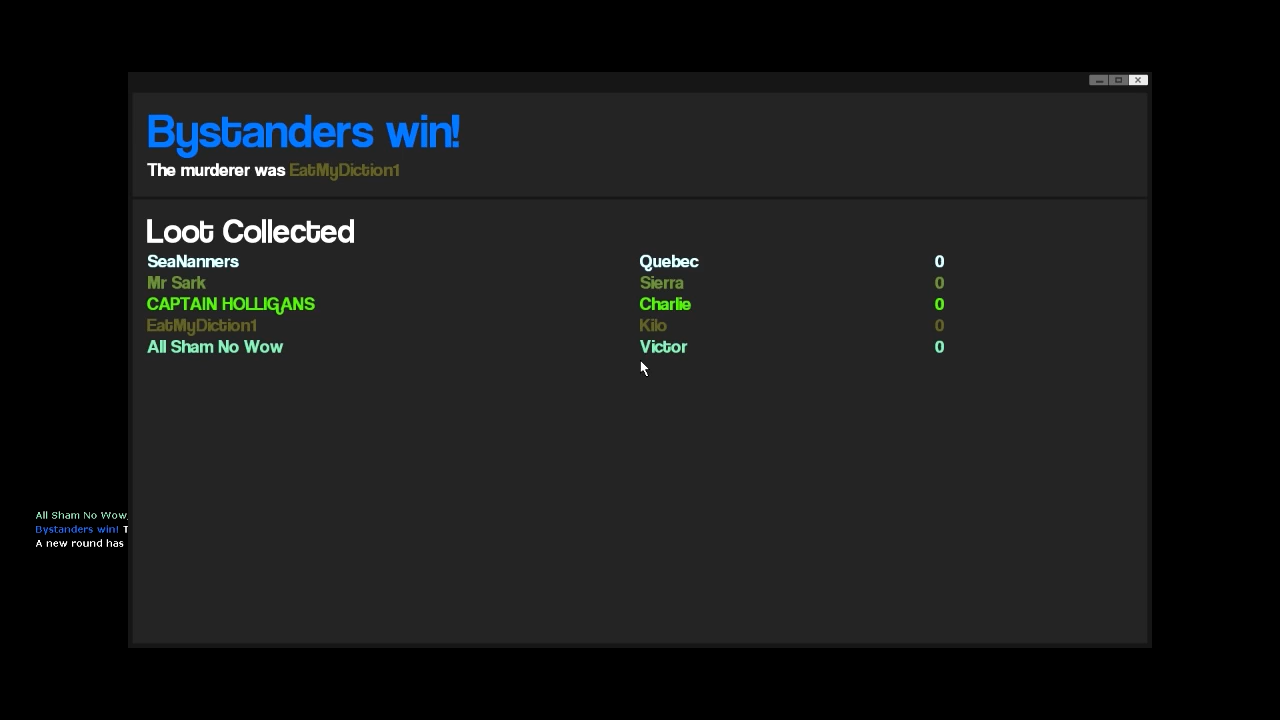 Bystanders win!
The murderer was EatMyDiction1
Loot Collected
SeaNanners Quebec 0
Mr Sark Sierra 0
CAPTAIN HOLLIGANS Charlie 0
EatMyDiction1 Kilo 0
All Sham No Wow Victor 0
All Sham No Wow,
Bystanders win! T
A new round has